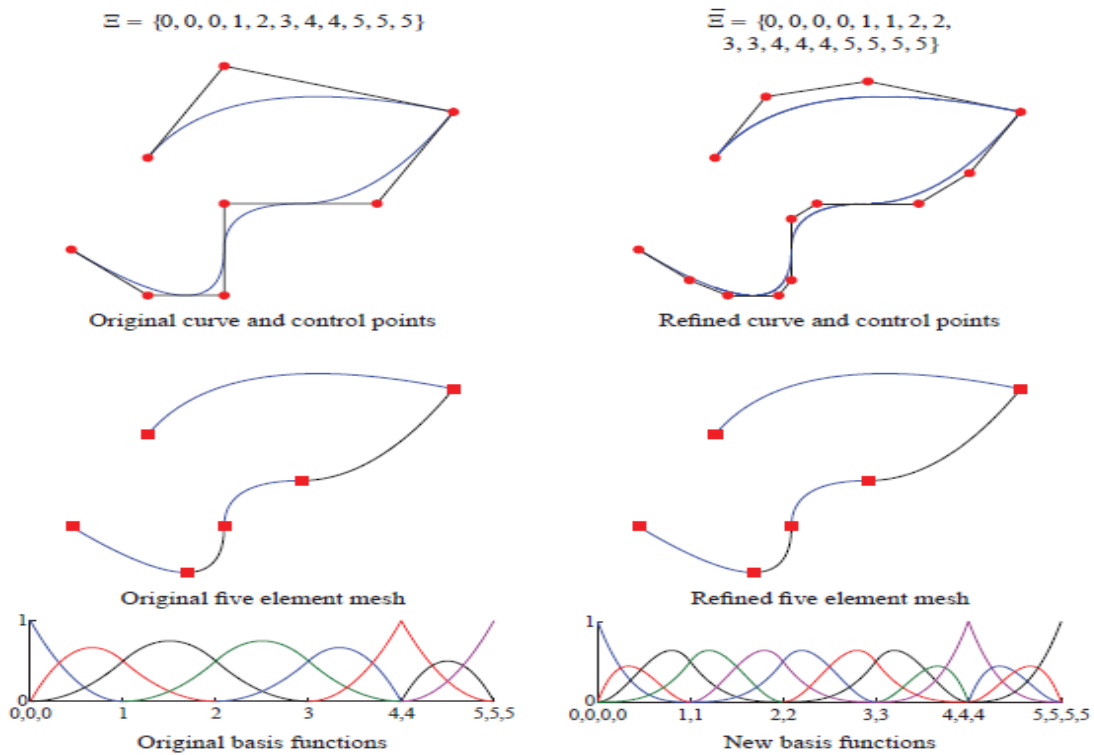 Ξ = {0, 0, 0, 1, 2, 3, 4, 4, 5, 5, 5}
Ξ̄ = {0, 0, 0, 0, 1, 1, 2, 2,
3, 3, 4, 4, 4, 5, 5, 5, 5}
Original curve and control points
Refined curve and control points
Original five element mesh
Refined five element mesh
1
0
0,0,0 1 2 3 4,4 5,5,5
Original basis functions
1
0
0,0,0,0 1,1 2,2 3,3 4,4,4 5,5,5,5
New basis functions